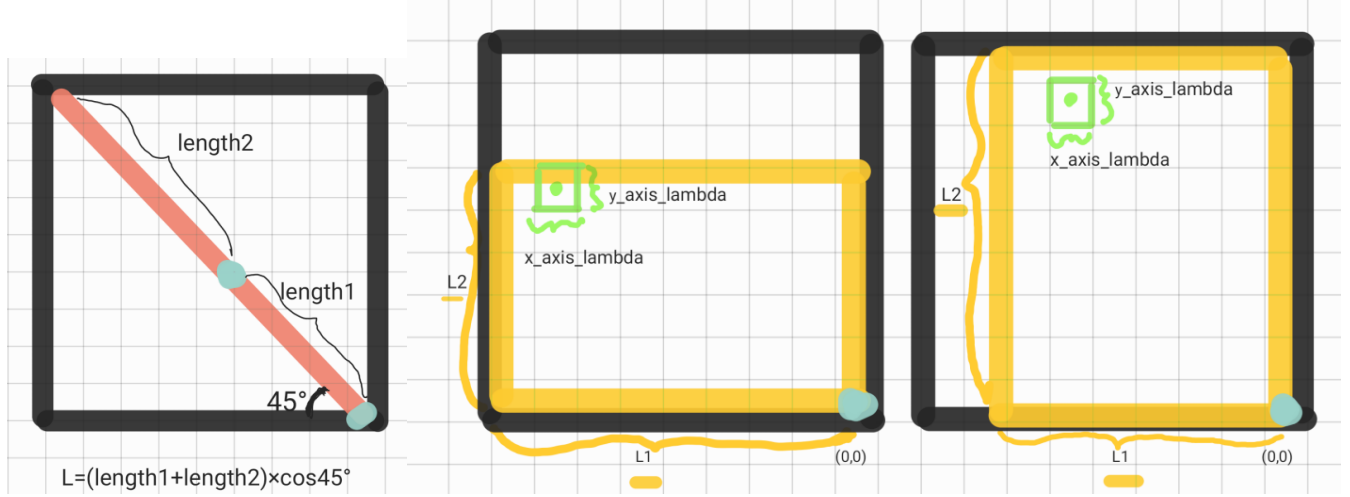 length2
length1
45°
L=(length1+length2)×cos45°
y_axis_lambda
x_axis_lambda
L2
L1
(0,0)
y_axis_lambda
x_axis_lambda
L2
L1
(0,0)